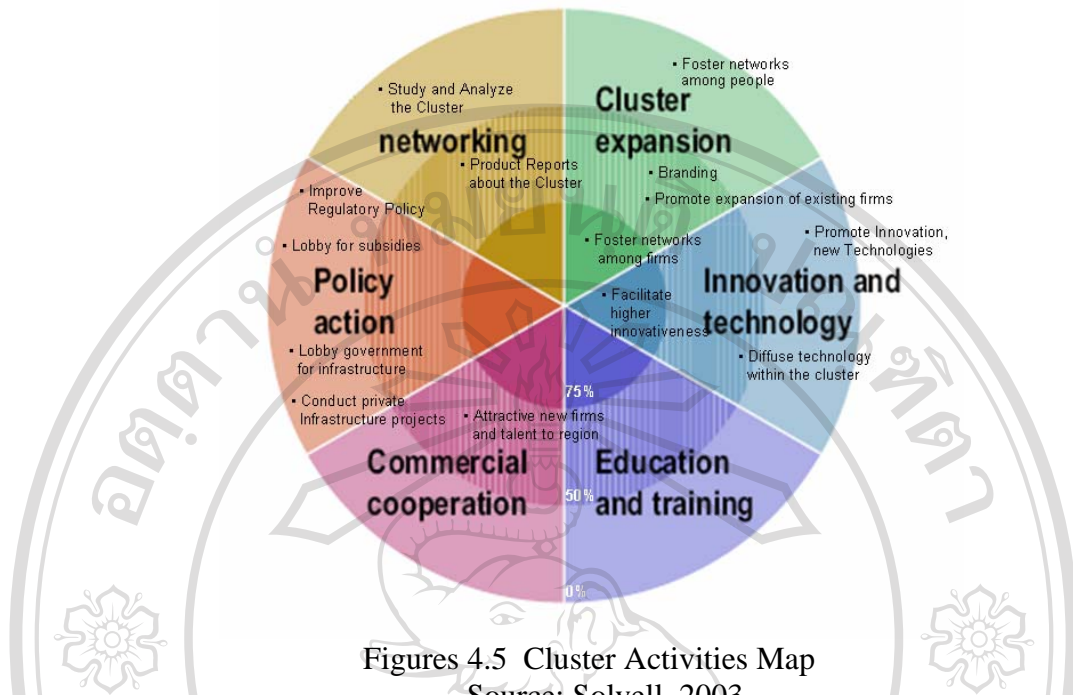 ▪ Foster networks
among people
Cluster
expansion
▪ Branding
▪ Promote expansion of existing firms
▪ Foster networks
among firms
▪ Study and Analyze
the Cluster
networking
▪ Product Reports
about the Cluster
▪ Improve
Regulatory Policy
▪ Lobby for subsidies
Policy
action
▪ Lobby government
for infrastructure
▪ Conduct private
Infrastructure projects
▪ Promote Innovation,
new Technologies
Innovation and
technology
▪ Facilitate
higher
innovativeness
▪ Diffuse technology
within the cluster
▪ Attractive new firms
and talent to region
Commercial
cooperation
Education
and training
75%
50%
0%
Figures 4.5 Cluster Activities Map
Source: Solvell, 2003